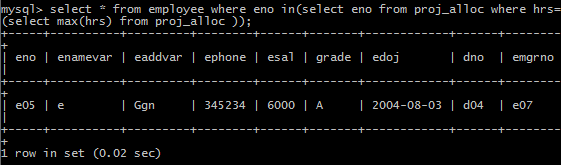 mysql> select * from employee where eno in(select eno from proj_alloc where hrs=
(select max(hrs) from proj_alloc ));
+-----+----------+----------+---------+------+-------+------------+-----+--------
+
| eno | enamevar | eaddvar | ephone | esal | grade | edoj | dno | emgrno
|
+-----+----------+----------+---------+------+-------+------------+-----+--------
+
| e05 | e | Ggn | 345234 | 6000 | A | 2004-08-03 | d04 | e07
|
+-----+----------+----------+---------+------+-------+------------+-----+--------
+
1 row in set (0.02 sec)